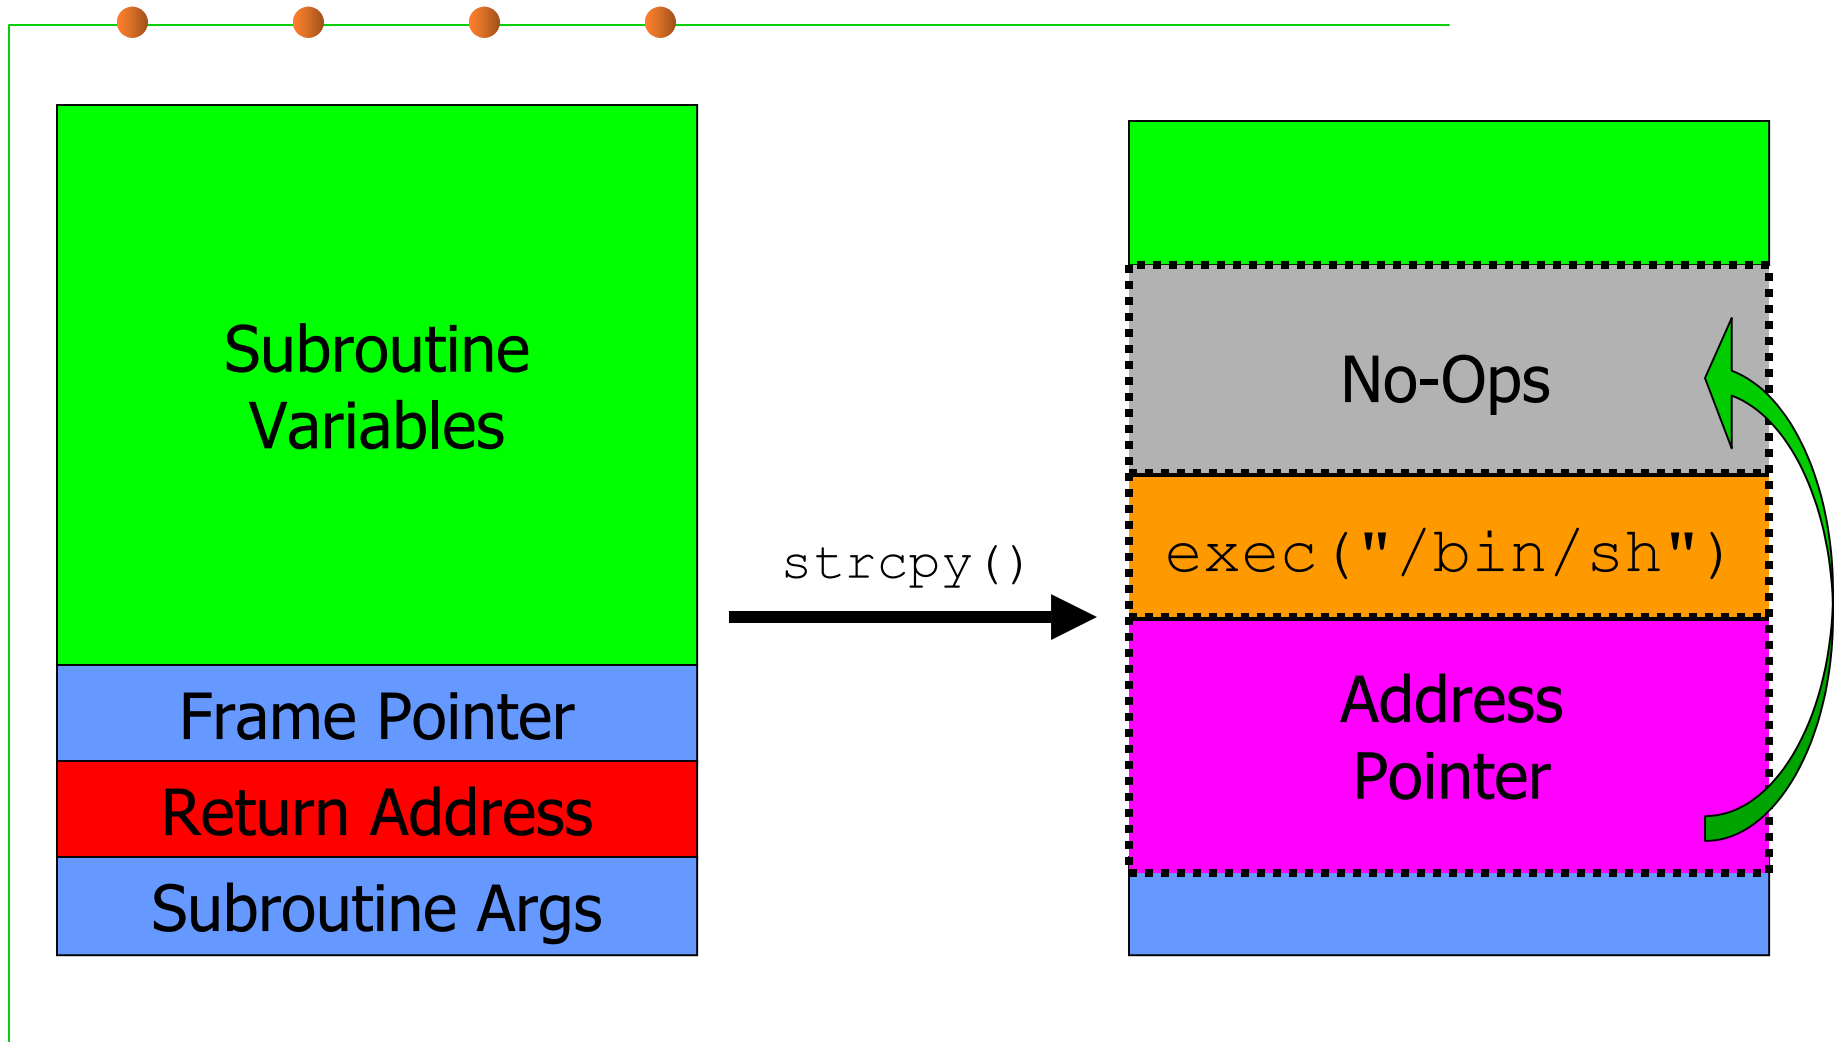 Subroutine
Variables
Frame Pointer
Return Address
Subroutine Args
strcpy()
No-Ops
exec("/bin/sh")
Address
Pointer